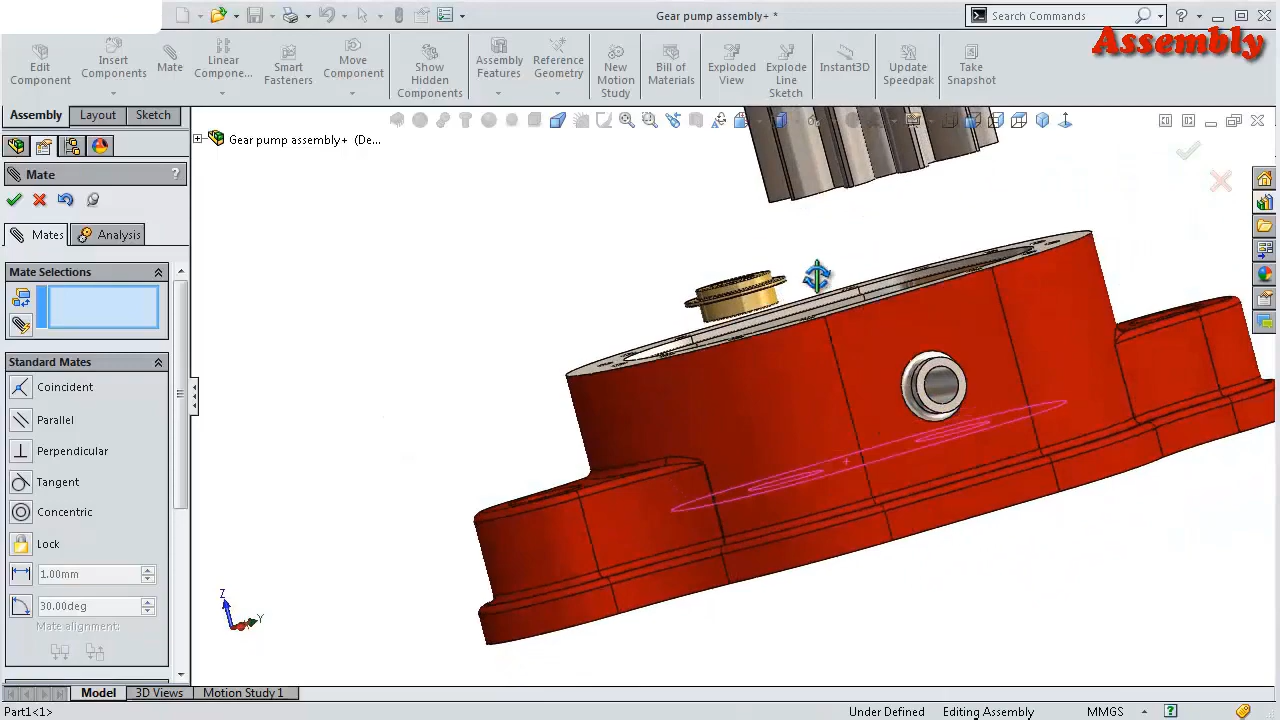 Gear pump assembly+ *
Search Commands
Assembly
Edit Component
Insert Components
Mate
Linear Compone...
Smart Fasteners
Move Component
Show Hidden Components
Assembly Features
Reference Geometry
New Motion Study
Bill of Materials
Exploded View
Explode Line Sketch
Instant3D
Update Speedpak
Take Snapshot
Assembly Layout Sketch
Gear pump assembly+ (De...
Mate ?
Mates Analysis
Mate Selections
Standard Mates
Coincident
Parallel
Perpendicular
Tangent
Concentric
Lock
1.00mm
30.00deg
Mate alignment:
Z
Y
Model 3D Views Motion Study 1
Part1<1> Under Defined Editing Assembly MMGS